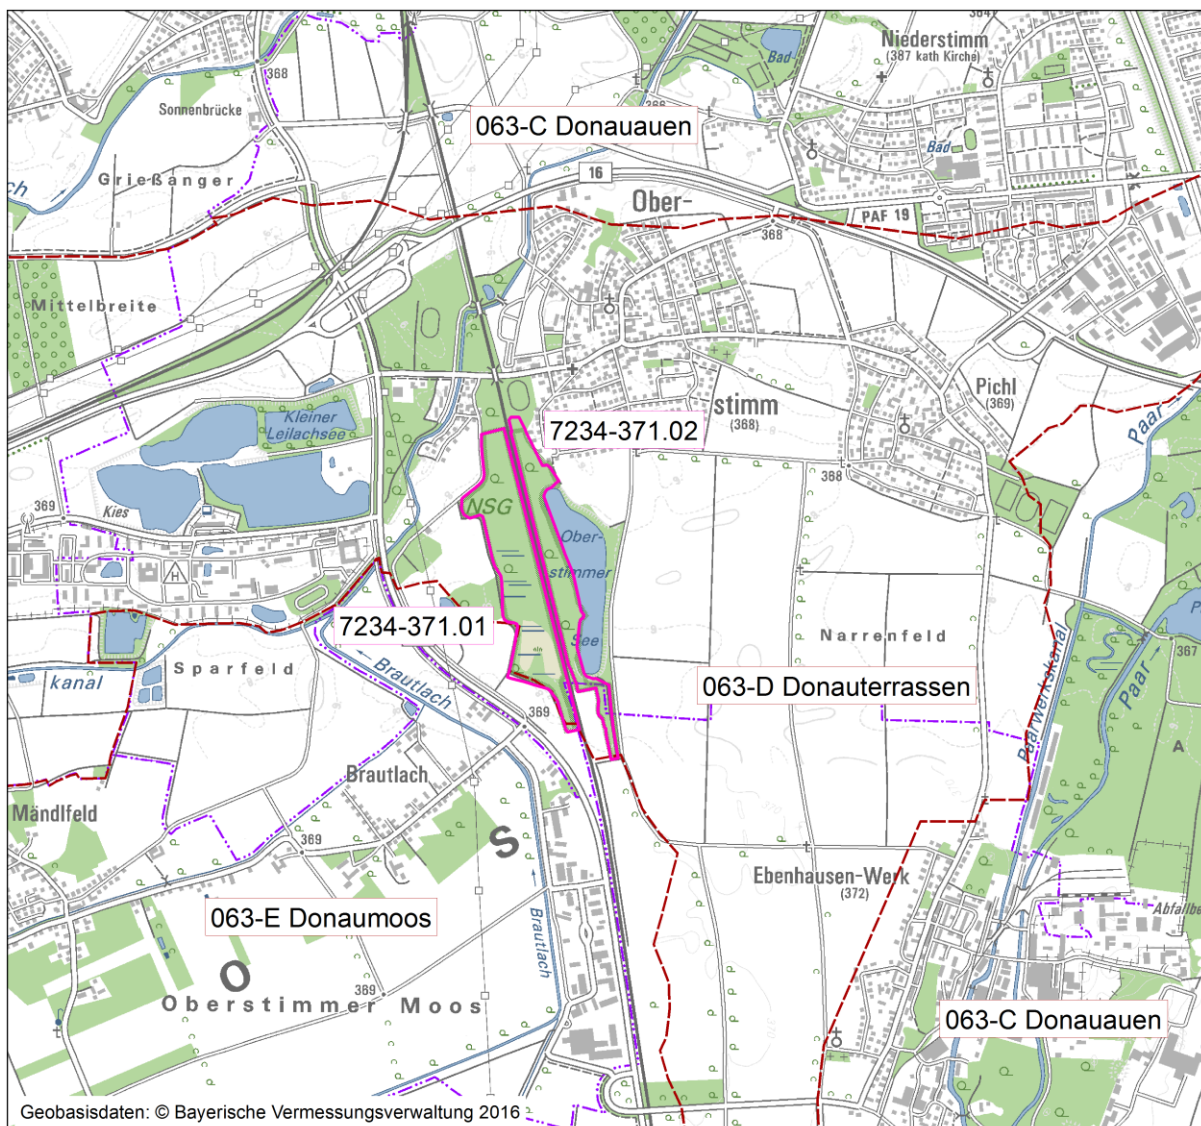 Niederstimm
(387 kath Kirche)
Bad
368
Sonnenbrücke
368
063-C Donauauen
Bad
Grießanger
16
Ober-
PAF 19
368
Mittelbreite
Pichl
(369)
Paar
Kleiner
Leilachsee
stimm
(368)
7234-371.02
368
NSG
369
Kies
Ober-
stimmer
See
H
7234-371.01
Narrenfeld
367
Sparfeld
Brautlach
kanal
063-D Donauterrassen
Paarwerkskanal
Paar
A
369
Brautlach
Mändlfeld
369
S
Ebenhausen-Werk
(372)
063-E Donaumoos
Brautlach
O
369
Oberstimmer Moos
063-C Donauauen
Geobasisdaten: © Bayerische Vermessungsverwaltung 2016